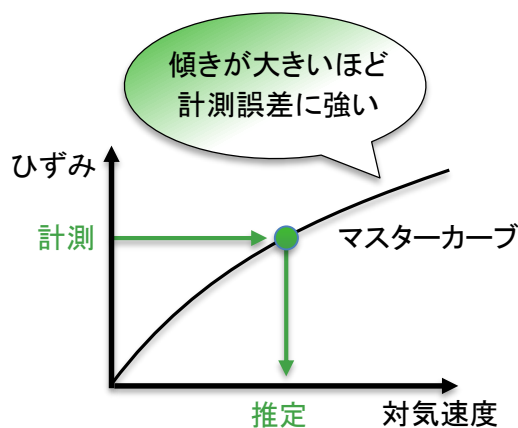 傾きが大きいほど
計測誤差に強い
ひずみ
計測
マスターカーブ
推定
対気速度